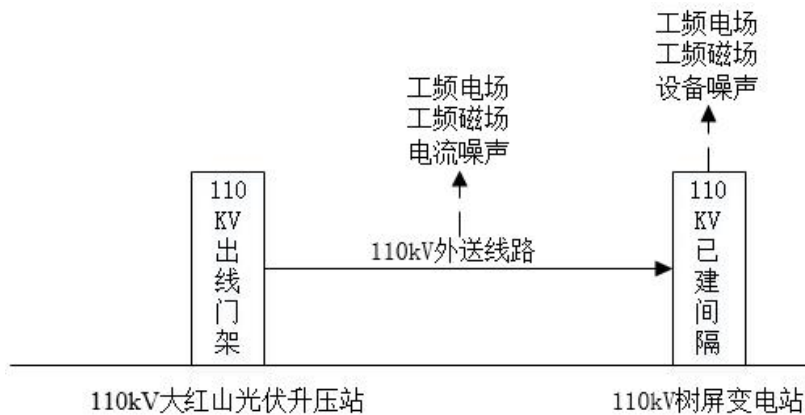 工频电场
工频磁场
设备噪声
工频电场
工频磁场
电流噪声
110
KV
出
线
门
架
110kV外送线路
110
KV
已
建
间
隔
110kV大红山光伏升压站
110kV树屏变电站